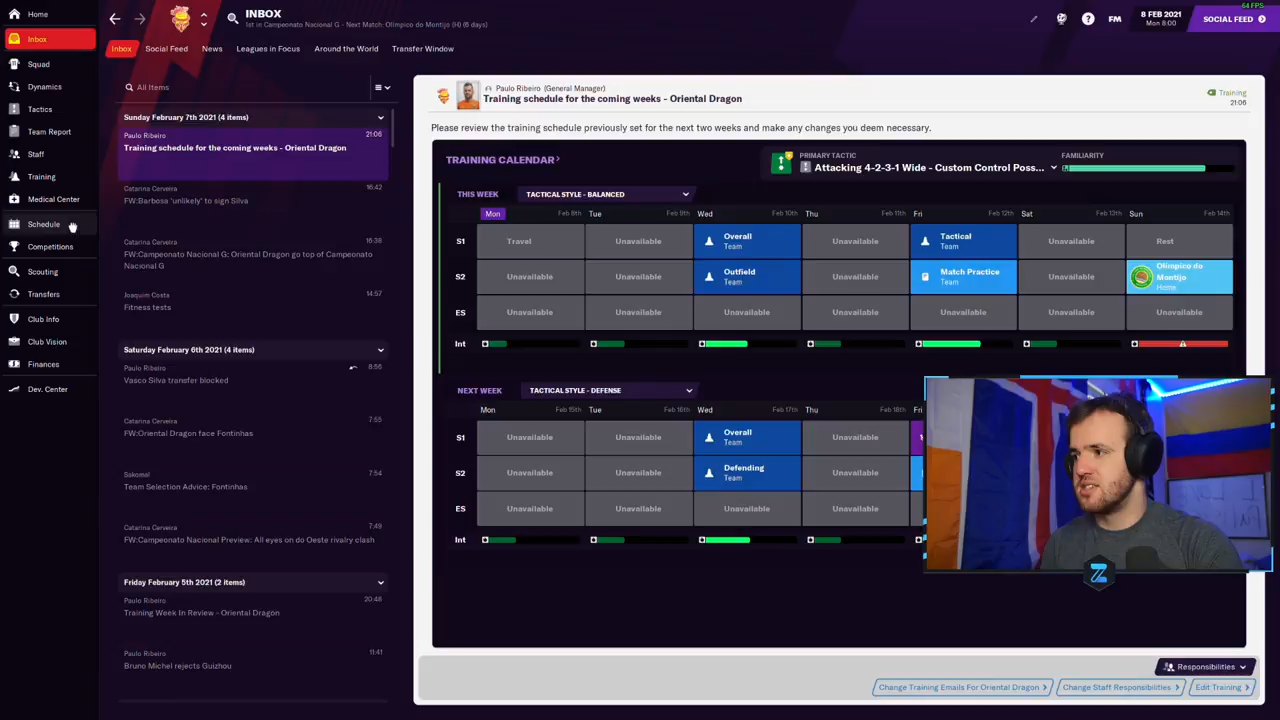 64 FPS
Home
INBOX
1st in Campeonato Nacional G - Next Match: Olímpico do Montijo (H) (6 days)
FM
8 FEB 2021
Mon 8:00
SOCIAL FEED
Inbox
Inbox
Social Feed
News
Leagues in Focus
Around the World
Transfer Window
Squad
Dynamics
Tactics
Team Report
Staff
Training
Medical Center
Schedule
Competitions
Scouting
Transfers
Club Info
Club Vision
Finances
Dev. Center
All Items
Sunday February 7th 2021 (4 items)
Paulo Ribeiro
21:06
Training schedule for the coming weeks - Oriental Dragon
Catarina Cerveira
16:42
FW:Barbosa 'unlikely' to sign Silva
Catarina Cerveira
16:38
FW:Campeonato Nacional G: Oriental Dragon go top of Campeonato
Nacional G
Joaquim Costa
14:57
Fitness tests
Saturday February 6th 2021 (4 items)
Paulo Ribeiro
8:56
Vasco Silva transfer blocked
Catarina Cerveira
7:55
FW:Oriental Dragon face Fontinhas
Sakomal
7:54
Team Selection Advice: Fontinhas
Catarina Cerveira
7:49
FW:Campeonato Nacional Preview: All eyes on do Oeste rivalry clash
Friday February 5th 2021 (2 items)
Paulo Ribeiro
20:48
Training Week In Review - Oriental Dragon
Paulo Ribeiro
11:41
Bruno Michel rejects Guizhou
Paulo Ribeiro (General Manager)
Training schedule for the coming weeks - Oriental Dragon
Training
21:06
Please review the training schedule previously set for the next two weeks and make any changes you deem necessary.
TRAINING CALENDAR
PRIMARY TACTIC
Attacking 4-2-3-1 Wide - Custom Control Poss...
FAMILIARITY
THIS WEEK
TACTICAL STYLE - BALANCED
Mon Feb 8th Tue Feb 9th Wed Feb 10th Thu Feb 11th Fri Feb 12th Sat Feb 13th Sun Feb 14th
S1 Travel Unavailable Overall Team Unavailable Tactical Team Unavailable Rest
S2 Unavailable Unavailable Outfield Team Unavailable Match Practice Team Unavailable Olímpico do Montijo Home
ES Unavailable Unavailable Unavailable Unavailable Unavailable Unavailable Unavailable
Int
NEXT WEEK
TACTICAL STYLE - DEFENSE
Mon Feb 15th Tue Feb 16th Wed Feb 17th Thu Feb 18th Fri
S1 Unavailable Unavailable Overall Team Unavailable
S2 Unavailable Unavailable Defending Team Unavailable
ES Unavailable Unavailable Unavailable Unavailable
Int
Z
Responsibilities
Change Training Emails For Oriental Dragon
Change Staff Responsibilities
Edit Training